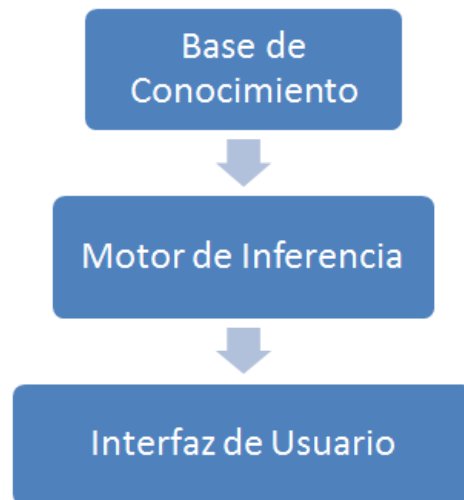 Base de
Conocimiento
Motor de Inferencia
Interfaz de Usuario